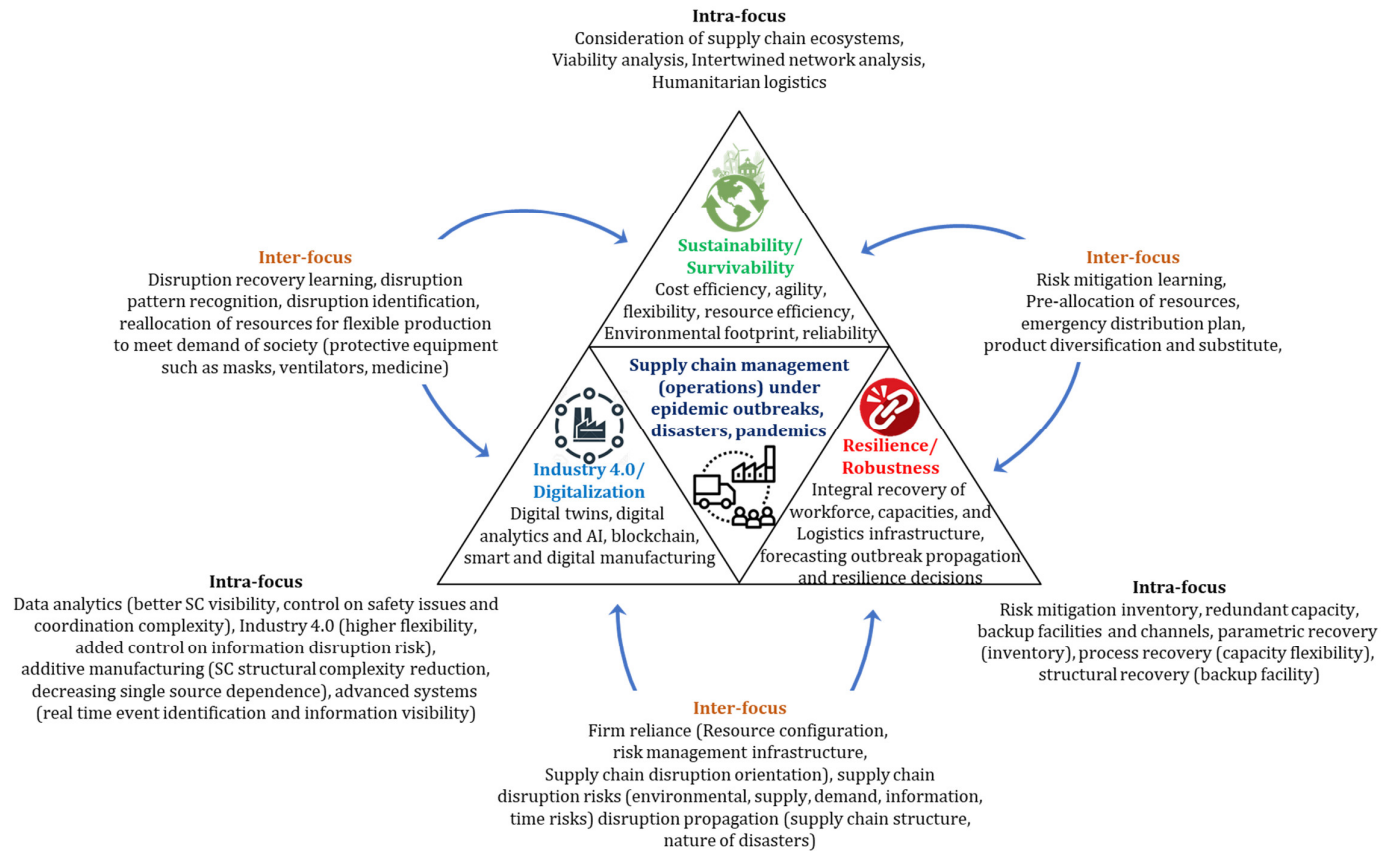 Intra-focus
Consideration of supply chain ecosystems,
Viability analysis, Intertwined network analysis,
Humanitarian logistics
Inter-focus
Disruption recovery learning, disruption
pattern recognition, disruption identification,
reallocation of resources for flexible production
to meet demand of society (protective equipment
such as masks, ventilators, medicine)
Sustainability/
Survivability
Cost efficiency, agility,
flexibility, resource efficiency,
Environmental footprint, reliability
Inter-focus
Risk mitigation learning,
Pre-allocation of resources,
emergency distribution plan,
product diversification and substitute,
Supply chain management
(operations) under
epidemic outbreaks,
disasters, pandemics
Industry 4.0/
Digitalization
Digital twins, digital
analytics and AI, blockchain,
smart and digital manufacturing
Resilience/
Robustness
Integral recovery of
workforce, capacities, and
Logistics infrastructure,
forecasting outbreak propagation
and resilience decisions
Intra-focus
Data analytics (better SC visibility, control on safety issues and
coordination complexity), Industry 4.0 (higher flexibility,
added control on information disruption risk),
additive manufacturing (SC structural complexity reduction,
decreasing single source dependence), advanced systems
(real time event identification and information visibility)
Intra-focus
Risk mitigation inventory, redundant capacity,
backup facilities and channels, parametric recovery
(inventory), process recovery (capacity flexibility),
structural recovery (backup facility)
Inter-focus
Firm reliance (Resource configuration,
risk management infrastructure,
Supply chain disruption orientation), supply chain
disruption risks (environmental, supply, demand, information,
time risks) disruption propagation (supply chain structure,
nature of disasters)